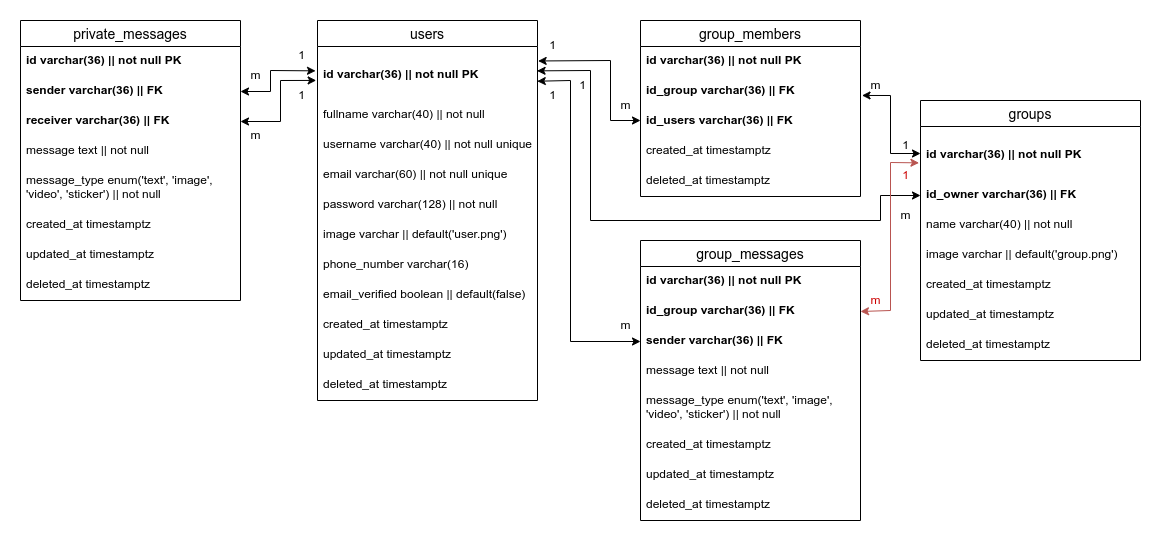 private_messages
id varchar(36) || not null PK
sender varchar(36) || FK
receiver varchar(36) || FK
message text || not null
message_type enum('text', 'image',
'video', 'sticker') || not null
created_at timestamptz
updated_at timestamptz
deleted_at timestamptz
m
1
1
m
users
id varchar(36) || not null PK
fullname varchar(40) || not null
username varchar(40) || not null unique
email varchar(60) || not null unique
password varchar(128) || not null
image varchar || default('user.png')
phone_number varchar(16)
email_verified boolean || default(false)
created_at timestamptz
updated_at timestamptz
deleted_at timestamptz
1
1
1
m
m
group_members
id varchar(36) || not null PK
id_group varchar(36) || FK
id_users varchar(36) || FK
created_at timestamptz
deleted_at timestamptz
group_messages
id varchar(36) || not null PK
id_group varchar(36) || FK
sender varchar(36) || FK
message text || not null
message_type enum('text', 'image',
'video', 'sticker') || not null
created_at timestamptz
updated_at timestamptz
deleted_at timestamptz
m
1
1
m
m
groups
id varchar(36) || not null PK
id_owner varchar(36) || FK
name varchar(40) || not null
image varchar || default('group.png')
created_at timestamptz
updated_at timestamptz
deleted_at timestamptz